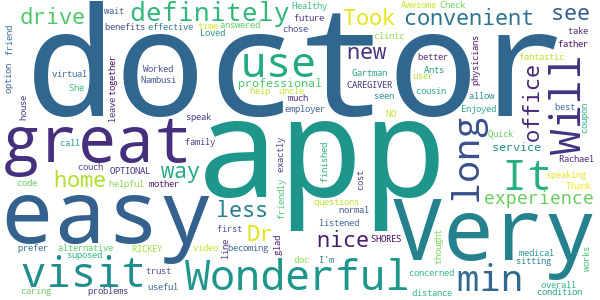 drive
definitely
wait
benefits
effective
Healthy
future
answered
time
Loved
chose
Awesome
Check
Took
convenient
clinic
see
take
father
friend
option
virtual
She
Worked
Nambusi
doctor
use
professional
help
uncle
new
Gartman
CAREGIVER
much
employer
seen
physicians
better
Ants
user
cousin
allow
Enjoyed
fantastic
best
coupon
office
Will
house
leave
together
great
app
speak
NO
Quick
service
long
call
couch
OPTIONAL
family
way
exactly
finished
cost
It
Rachael
speaking
Thank
code
home
helpful
mother
less
friendly
questions
normal
listened
very
experience
easy
first
Dr
nice
SHORES
prefer
alternative
suposed
RICKEY
video
becoming
line
glad
doc
I'm
concerned
thought
medical
sitting
works
visit
trust
Wonderful
min
caring
problems
useful
distance
overall
condition